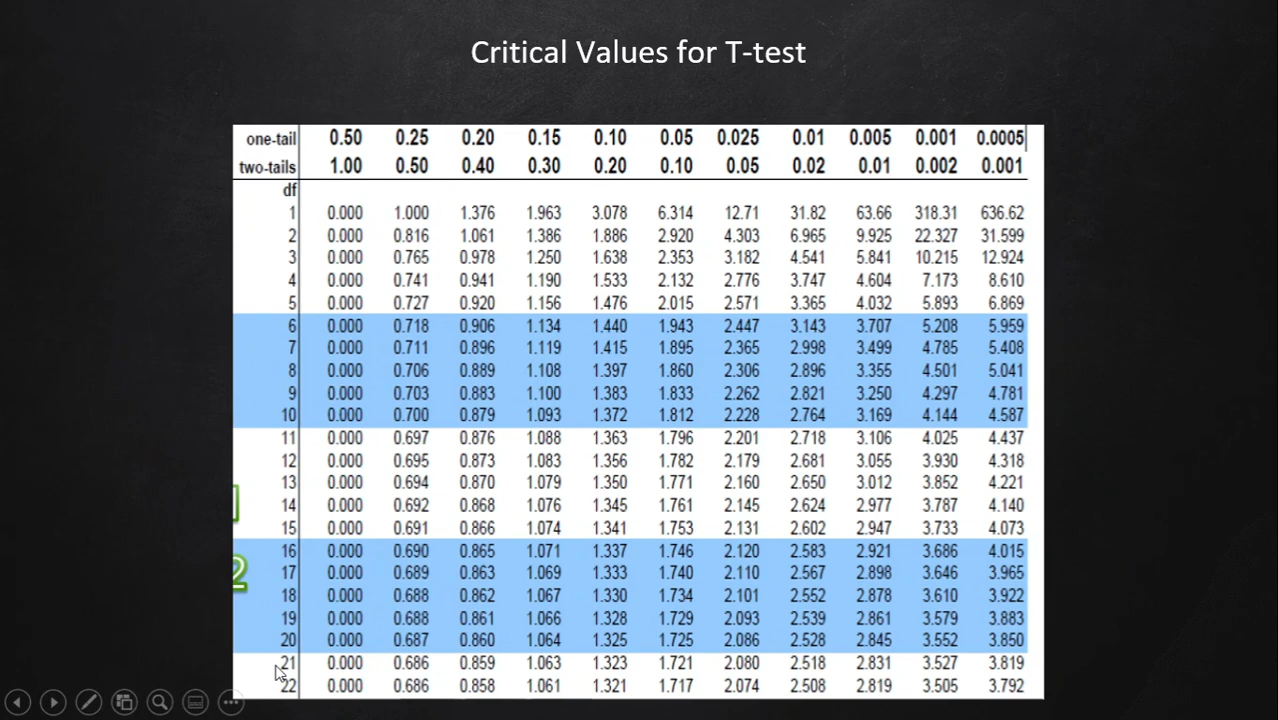 Critical Values for T-test
one-tail 0.50 0.25 0.20 0.15 0.10 0.05 0.025 0.01 0.005 0.001 0.0005
two-tails 1.00 0.50 0.40 0.30 0.20 0.10 0.05 0.02 0.01 0.002 0.001
df
1 0.000 1.000 1.376 1.963 3.078 6.314 12.71 31.82 63.66 318.31 636.62
2 0.000 0.816 1.061 1.386 1.886 2.920 4.303 6.965 9.925 22.327 31.599
3 0.000 0.765 0.978 1.250 1.638 2.353 3.182 4.541 5.841 10.215 12.924
4 0.000 0.741 0.941 1.190 1.533 2.132 2.776 3.747 4.604 7.173 8.610
5 0.000 0.727 0.920 1.156 1.476 2.015 2.571 3.365 4.032 5.893 6.869
6 0.000 0.718 0.906 1.134 1.440 1.943 2.447 3.143 3.707 5.208 5.959
7 0.000 0.711 0.896 1.119 1.415 1.895 2.365 2.998 3.499 4.785 5.408
8 0.000 0.706 0.889 1.108 1.397 1.860 2.306 2.896 3.355 4.501 5.041
9 0.000 0.703 0.883 1.100 1.383 1.833 2.262 2.821 3.250 4.297 4.781
10 0.000 0.700 0.879 1.093 1.372 1.812 2.228 2.764 3.169 4.144 4.587
11 0.000 0.697 0.876 1.088 1.363 1.796 2.201 2.718 3.106 4.025 4.437
12 0.000 0.695 0.873 1.083 1.356 1.782 2.179 2.681 3.055 3.930 4.318
13 0.000 0.694 0.870 1.079 1.350 1.771 2.160 2.650 3.012 3.852 4.221
14 0.000 0.692 0.868 1.076 1.345 1.761 2.145 2.624 2.977 3.787 4.140
15 0.000 0.691 0.866 1.074 1.341 1.753 2.131 2.602 2.947 3.733 4.073
16 0.000 0.690 0.865 1.071 1.337 1.746 2.120 2.583 2.921 3.686 4.015
2
17 0.000 0.689 0.863 1.069 1.333 1.740 2.110 2.567 2.898 3.646 3.965
18 0.000 0.688 0.862 1.067 1.330 1.734 2.101 2.552 2.878 3.610 3.922
19 0.000 0.688 0.861 1.066 1.328 1.729 2.093 2.539 2.861 3.579 3.883
20 0.000 0.687 0.860 1.064 1.325 1.725 2.086 2.528 2.845 3.552 3.850
21 0.000 0.686 0.859 1.063 1.323 1.721 2.080 2.518 2.831 3.527 3.819
22 0.000 0.686 0.858 1.061 1.321 1.717 2.074 2.508 2.819 3.505 3.792